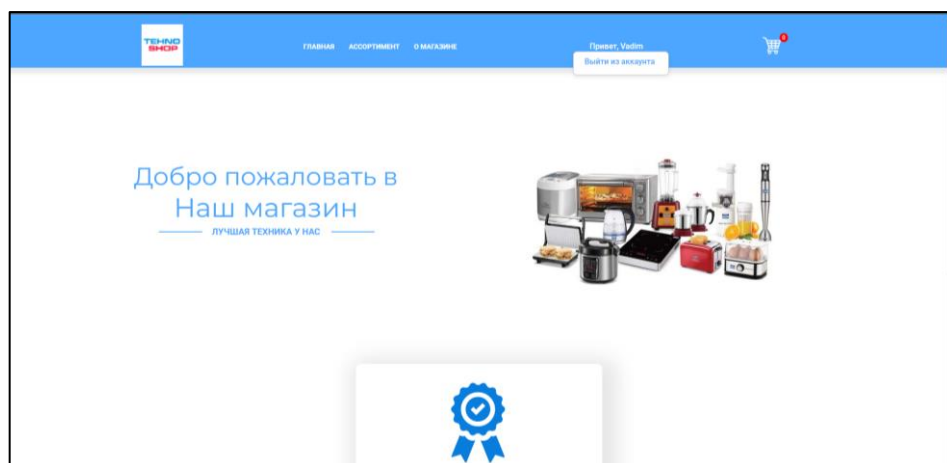 TEHNO
SHOP
ГЛАВНАЯ АССОРТИМЕНТ О МАГАЗИНЕ
Привет, Vadim
0
Выйти из аккаунта
Добро пожаловать в
Наш магазин
ЛУЧШАЯ ТЕХНИКА У НАС